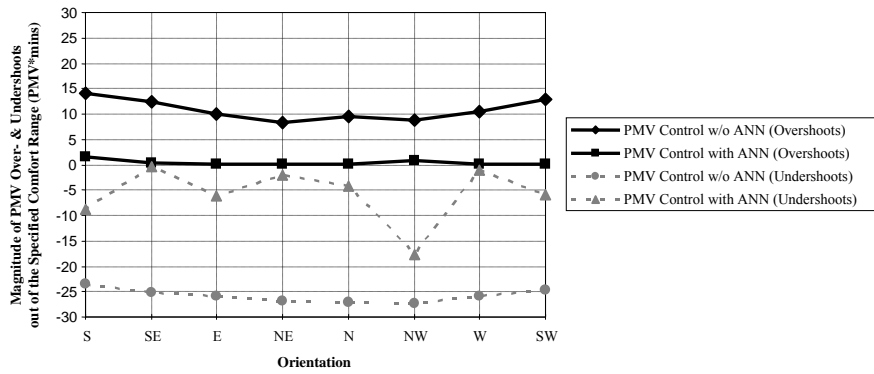 Magnitude of PMV Over- & Undershoots
out of the Specified Comfort Range (PMV*mins)
30
25
20
15
10
5
0
-5
-10
-15
-20
-25
-30
S SE E NE N NW W SW
Orientation
PMV Control w/o ANN (Overshoots)
PMV Control with ANN (Overshoots)
PMV Control w/o ANN (Undershoots)
PMV Control with ANN (Undershoots)